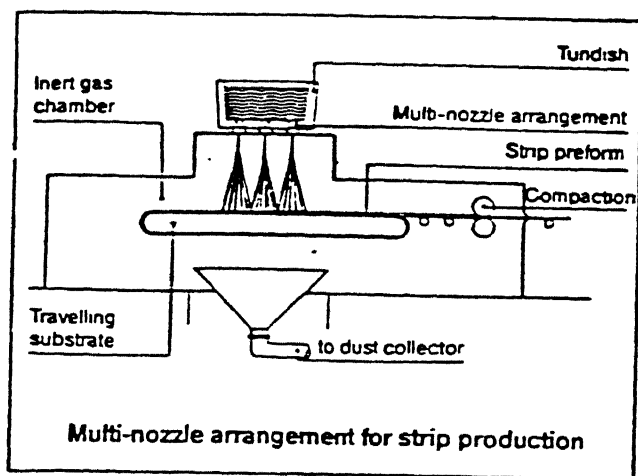 Tundish
Inert gas
chamber
Multi-nozzle arrangement
Strip preform
Compaction
Travelling
substrate
to dust collector
Multi-nozzle arrangement for strip production